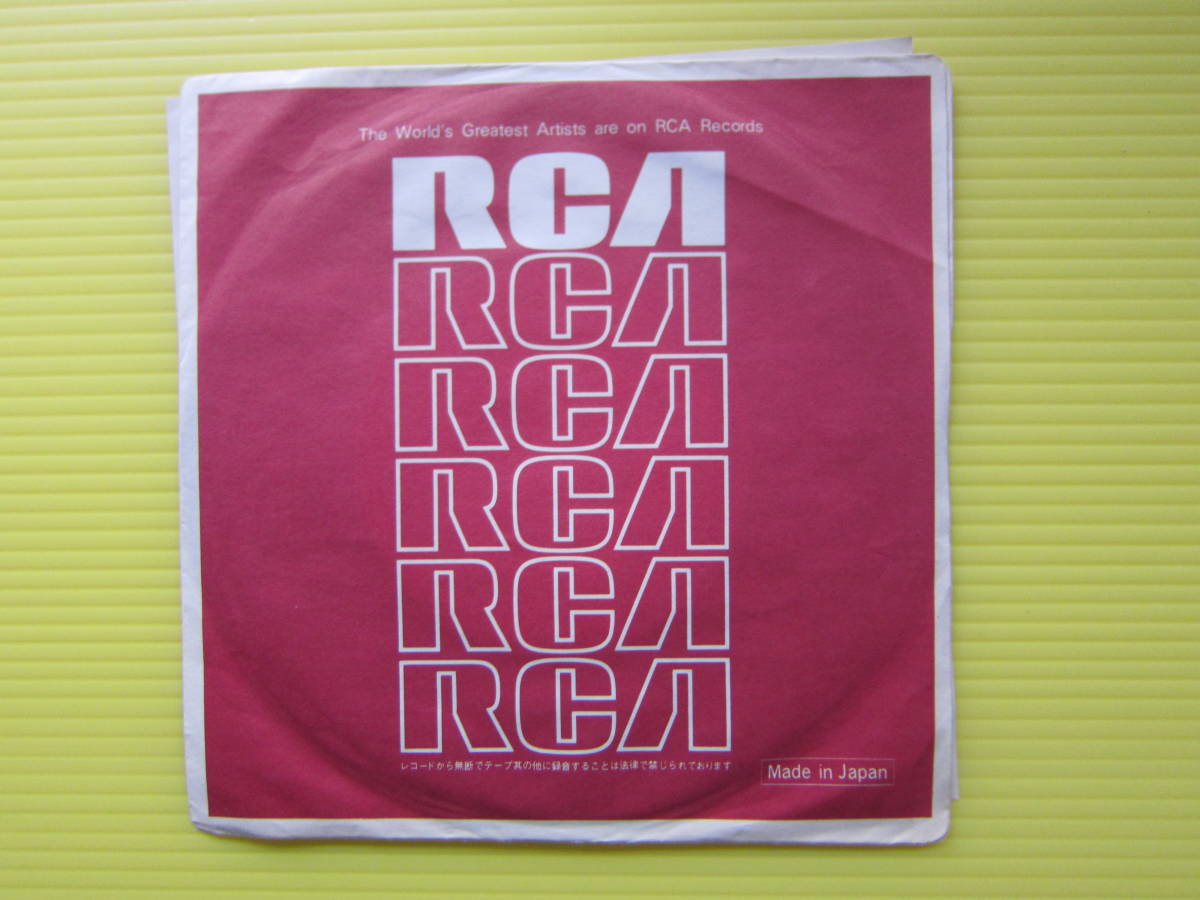 The World's Greatest Artists are on RCA Records
RCA
RCA
RCA
RCA
RCA
RCA
レコードから無断でテープ其の他に録音することは法律で禁じられております
Made in Japan